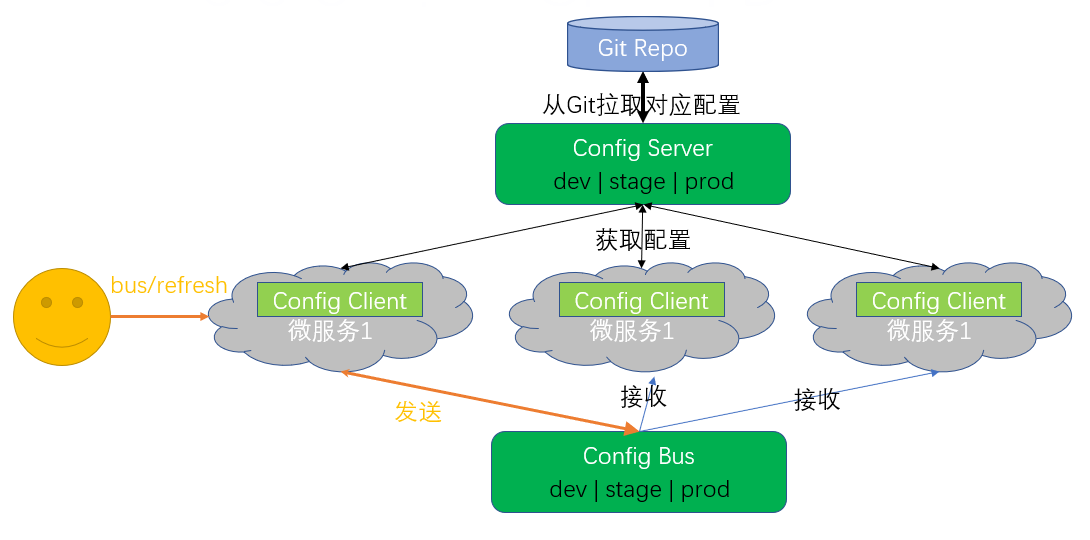 Git Repo
从Git拉取对应配置
Config Server
dev | stage | prod
获取配置
bus/refresh
Config Client
微服务1
Config Client
微服务1
Config Client
微服务1
发送
接收
接收
Config Bus
dev | stage | prod